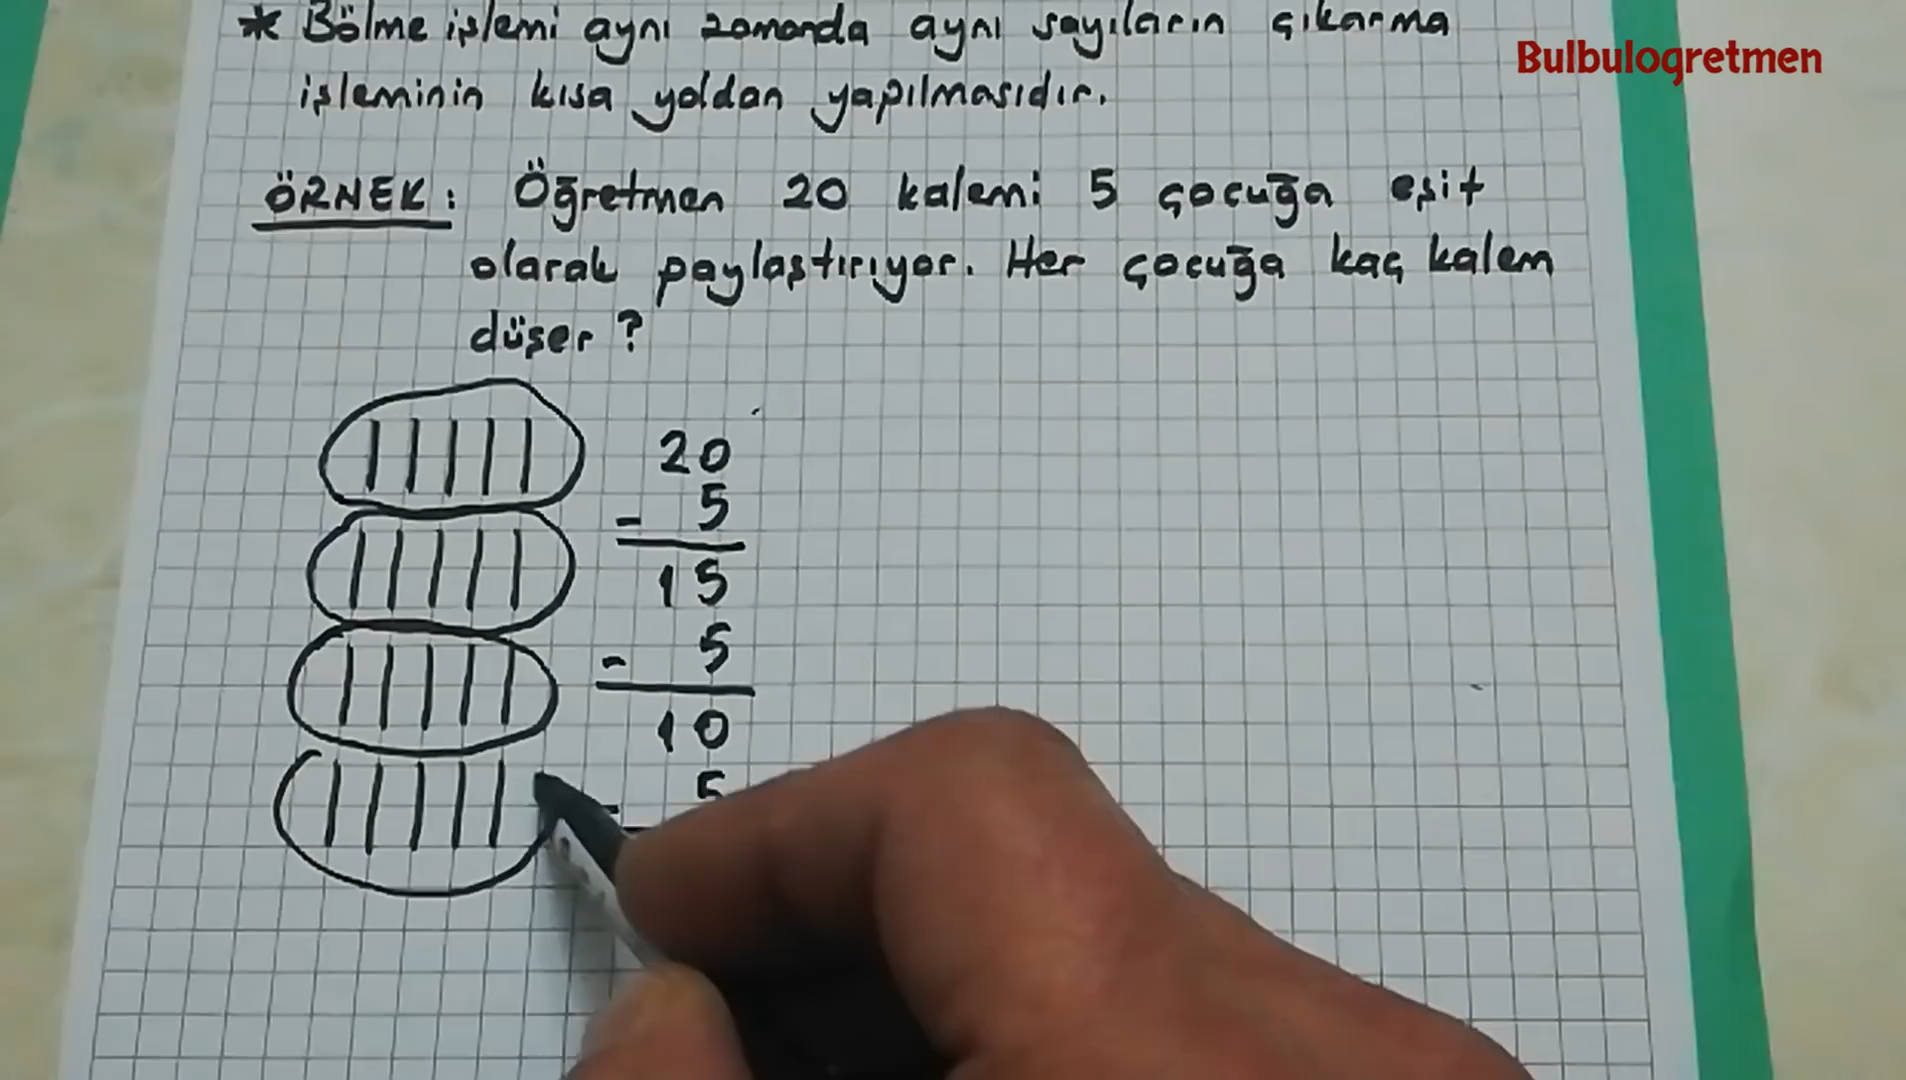 * Bölme işlemi aynı zamanda aynı sayıların çıkarma
işleminin kısa yoldan yapılmasıdır.
Bulbulogretmen
ÖRNEK: Öğretmen 20 kalemi 5 çocuğa eşit
olarak paylaştırıyor. Her çocuğa kaç kalem
düşer?
20
- 5
15
- 5
10
- 5